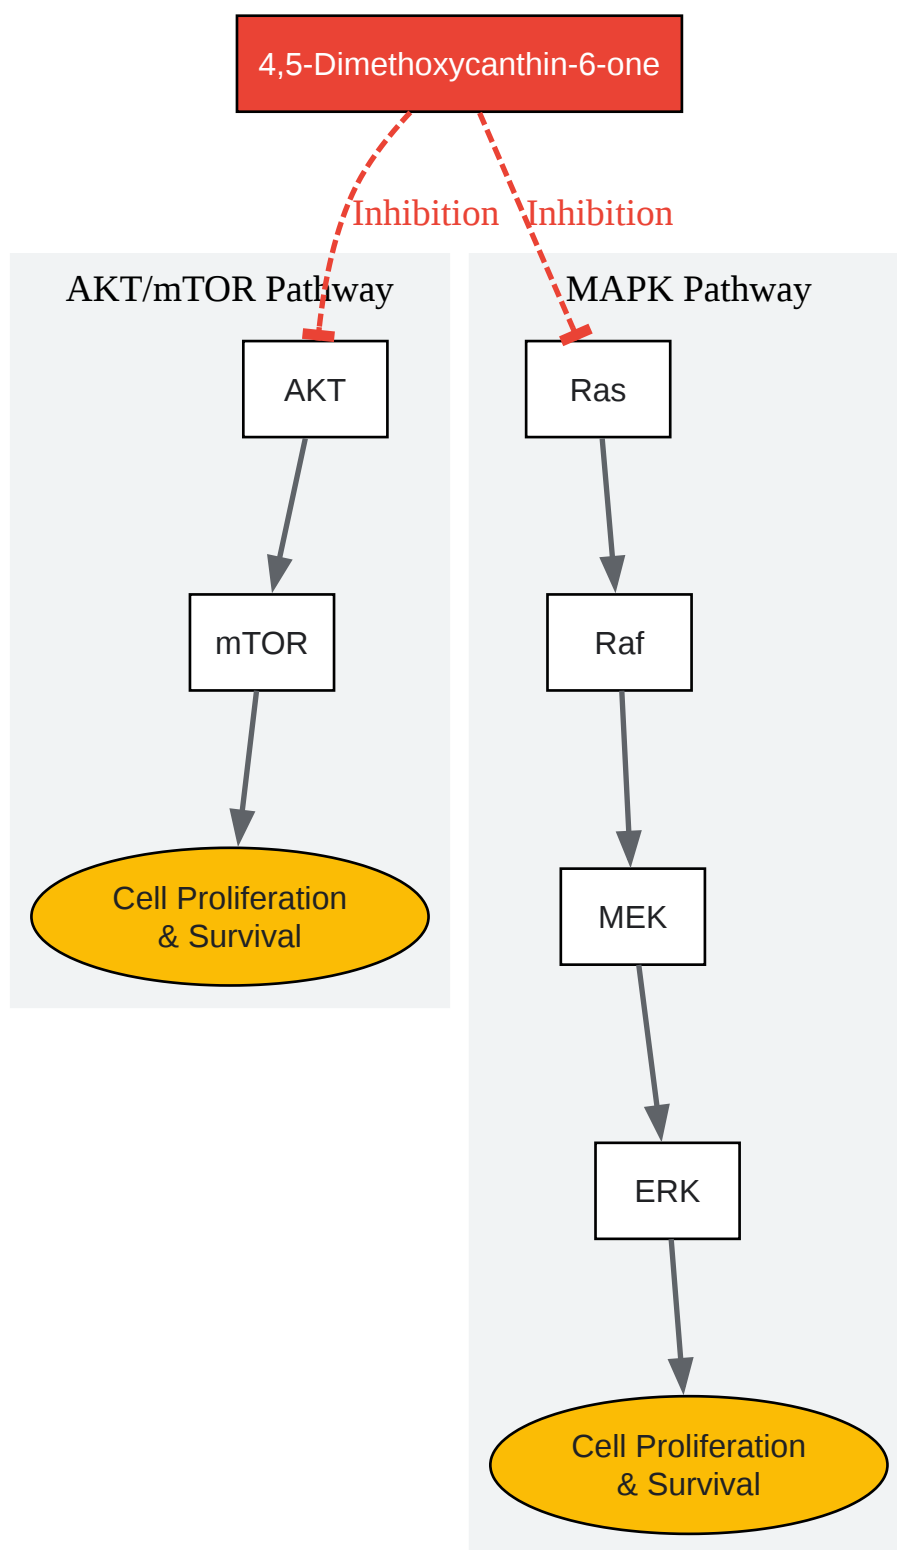 4,5-Dimethoxycanthin-6-one
Inhibition
Inhibition
AKT/mTOR Pathway
AKT
mTOR
Cell Proliferation
& Survival
MAPK Pathway
Ras
Raf
MEK
ERK
Cell Proliferation
& Survival